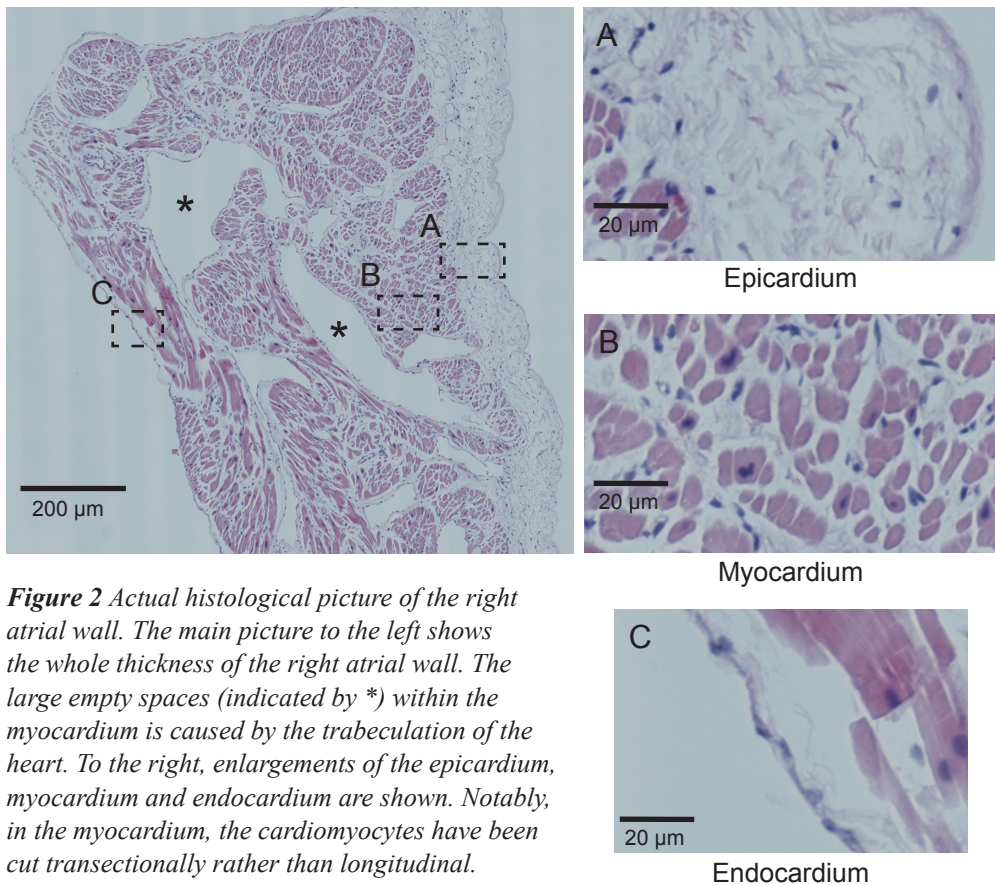 A
B
C
*
*
200 µm
A
20 µm
Epicardium
B
20 µm
Myocardium
C
20 µm
Endocardium
Figure 2 Actual histological picture of the right
atrial wall. The main picture to the left shows
the whole thickness of the right atrial wall. The
large empty spaces (indicated by *) within the
myocardium is caused by the trabeculation of the
heart. To the right, enlargements of the epicardium,
myocardium and endocardium are shown. Notably,
in the myocardium, the cardiomyocytes have been
cut transectionally rather than longitudinal.